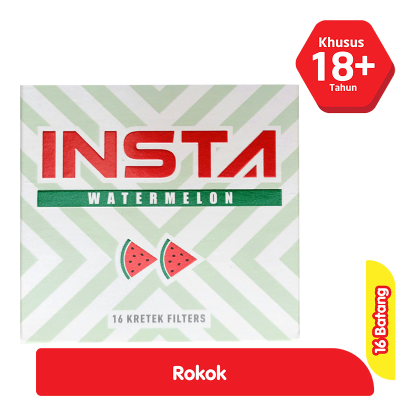 Khusus
18+
Tahun
INSTA
WATERMELON
16 KRETEK FILTERS
16 Batang
Rokok